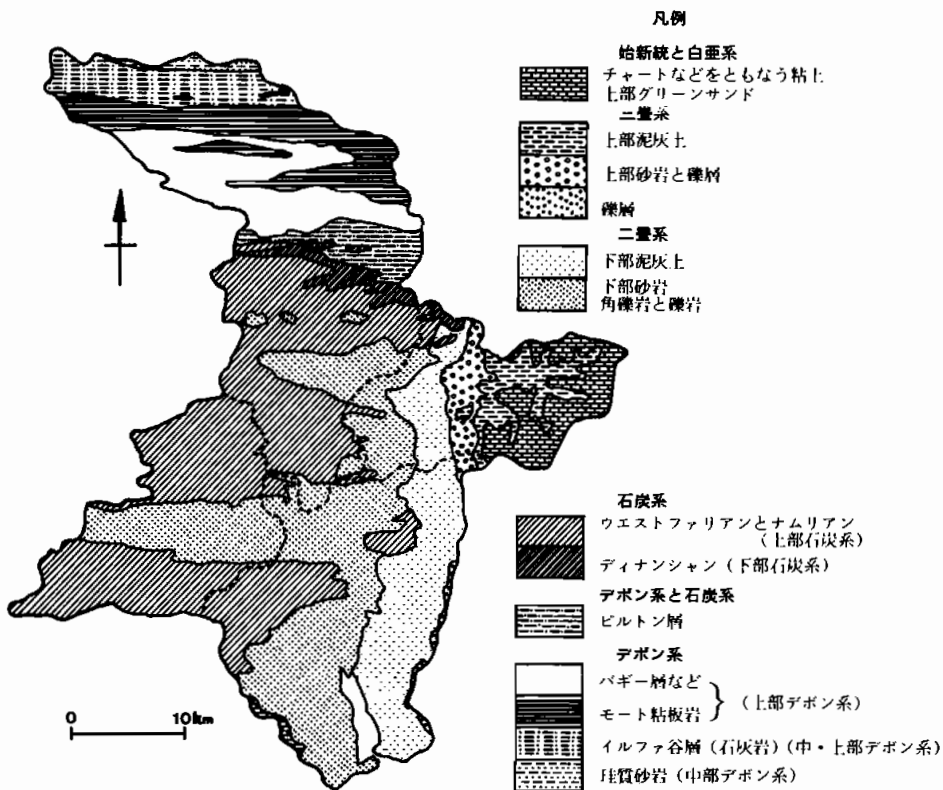 凡例
始新統と白亜系
チャートなどをともなう粘土
上部グリーンサンド
三畳系
上部泥灰土
上部砂岩と礫層
礫層
二畳系
下部泥灰土
下部砂岩
角礫岩と礫岩
石炭系
ウエストファリアンとナムリアン
(上部石炭系)
ディナンシャン(下部石炭系)
デボン系と石炭系
ピルトン層
デボン系
バギー層など
モート粘板岩
(上部デボン系)
イルファ谷層(石灰岩)(中・上部デボン系)
珪質砂岩(中部デボン系)
0 10km